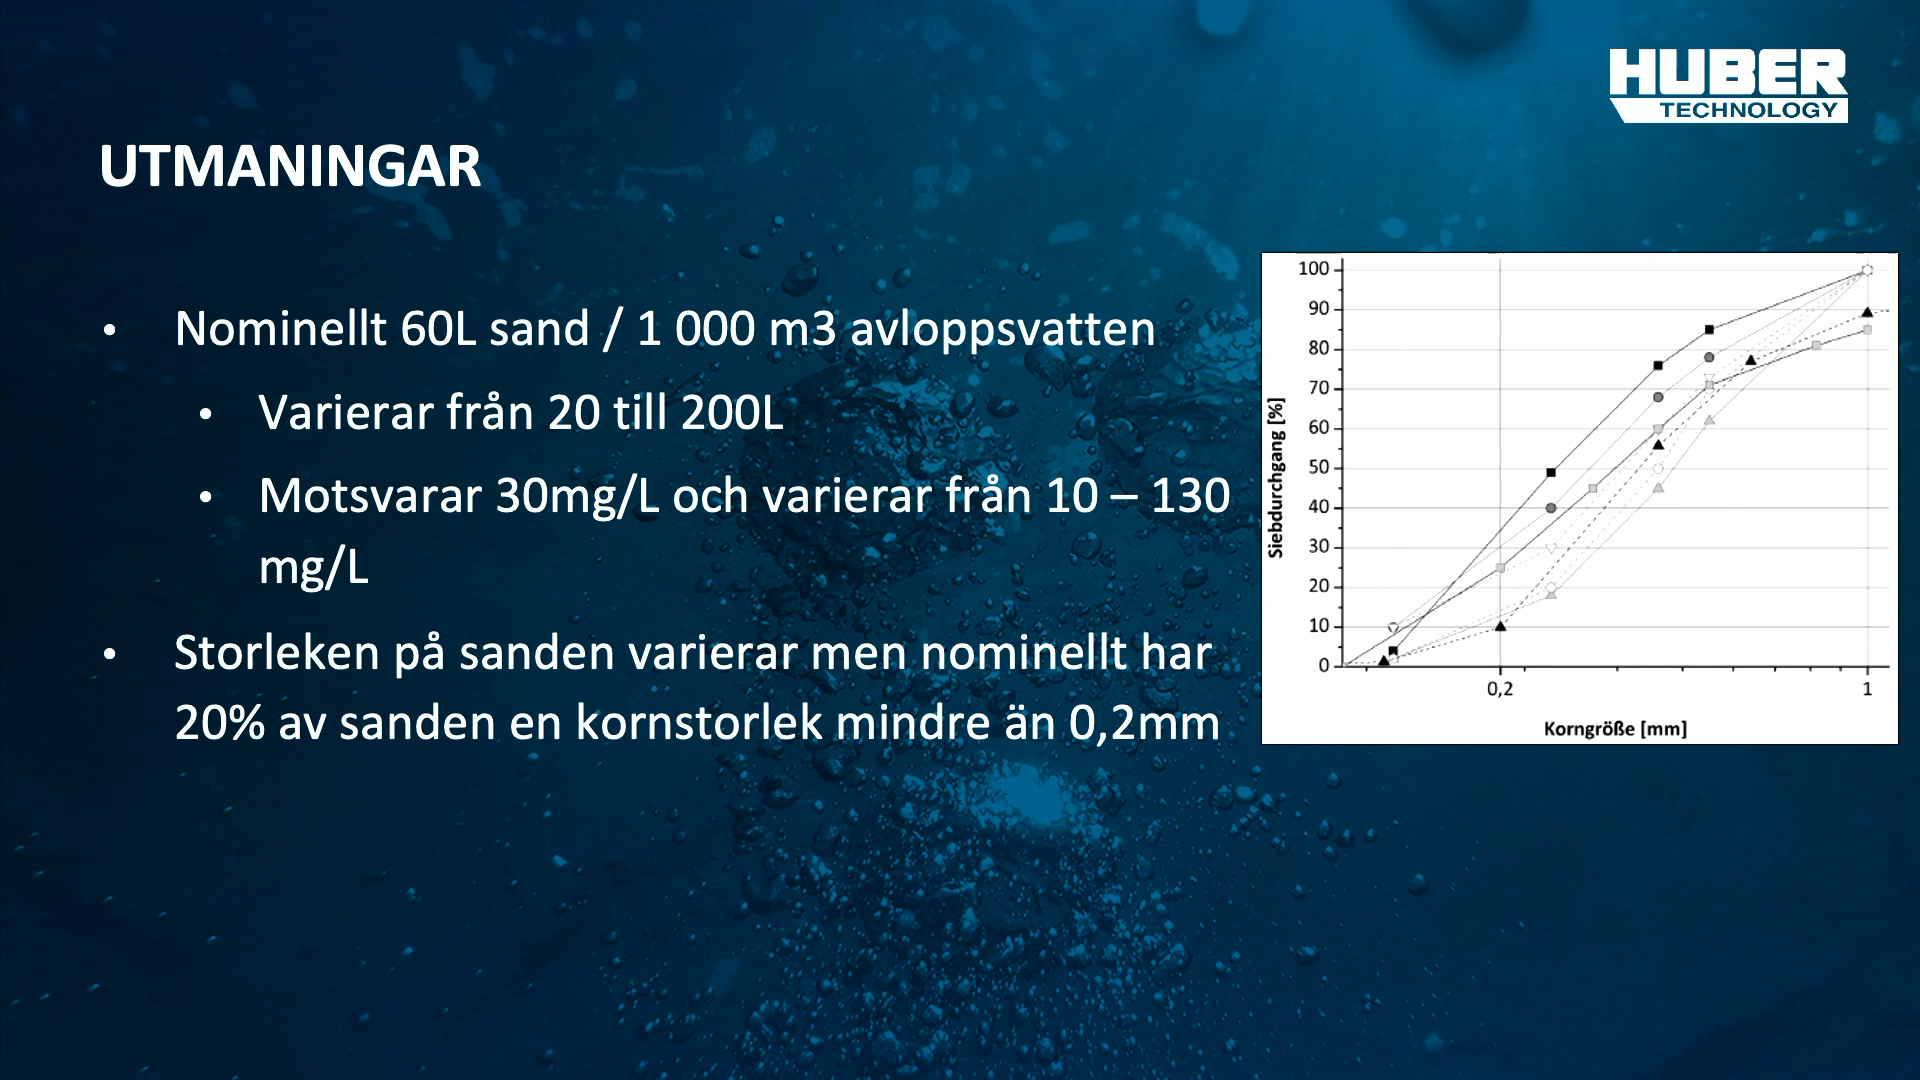 HUBER
TECHNOLOGY
UTMANINGAR
• Nominellt 60L sand / 1 000 m3 avloppsvatten
• Varierar från 20 till 200L
• Motsvarar 30mg/L och varierar från 10 – 130
mg/L
• Storleken på sanden varierar men nominellt har
20% av sanden en kornstorlek mindre än 0,2mm
Siebdurchgang [%]
100
90
80
70
60
50
40
30
20
10
0
0,2
1
Korngröße [mm]